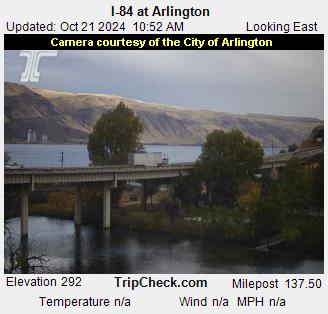 I-84 at Arlington
Updated: Oct 21 2024 10:52 AM Looking East
Camera courtesy of the City of Arlington
Elevation 292 TripCheck.com Milepost 137.50
Temperature n/a Wind n/a MPH n/a